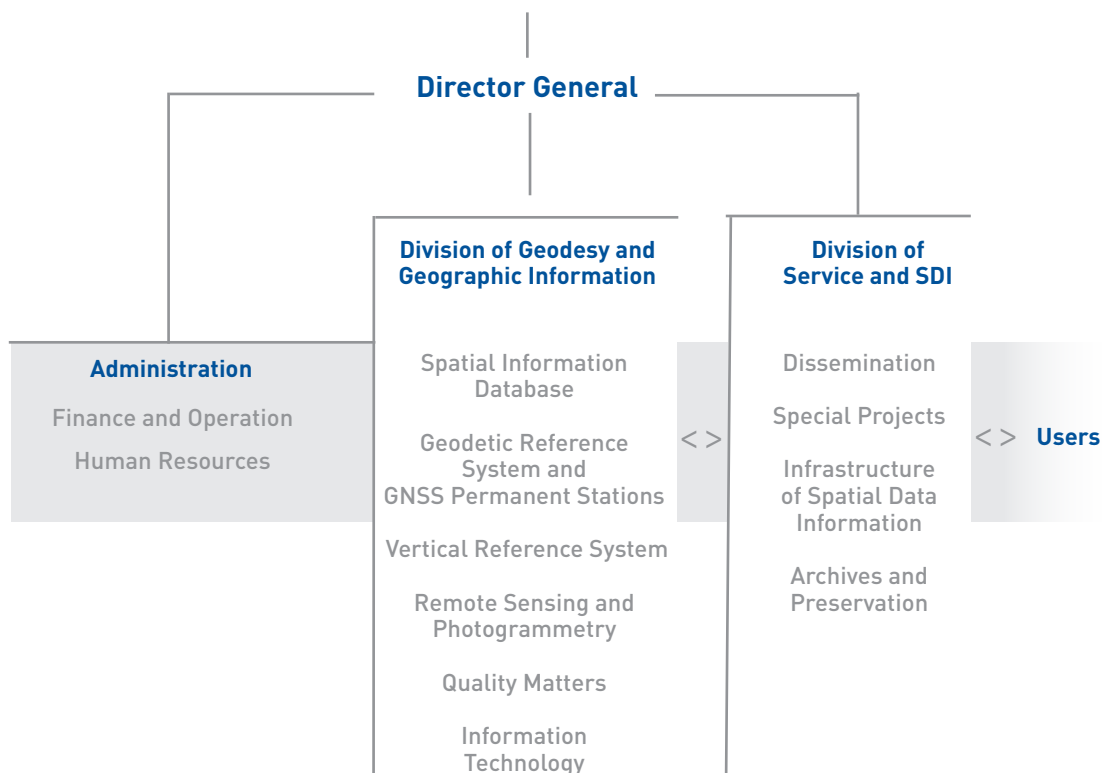 Director General
Administration
Finance and Operation
Human Resources
Division of Geodesy and
Geographic Information
Spatial Information
Database
Geodetic Reference
System and
GNSS Permanent Stations
Vertical Reference System
Remote Sensing and
Photogrammetry
Quality Matters
Information
Technology
< >
Division of
Service and SDI
Dissemination
Special Projects
Infrastructure
of Spatial Data
Information
Archives and
Preservation
< >
Users